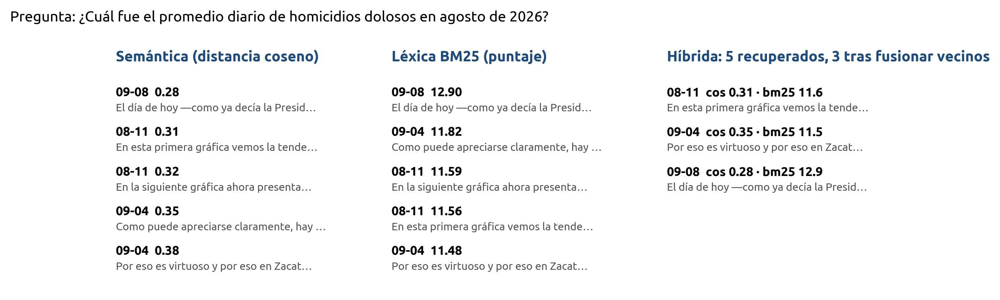 Pregunta: ¿Cuál fue el promedio diario de homicidios dolosos en agosto de 2026?
Semántica (distancia coseno)
09-08 0.28
El día de hoy —como ya decía la Presid…
08-11 0.31
En esta primera gráfica vemos la tende…
08-11 0.32
En la siguiente gráfica ahora presenta…
09-04 0.35
Como puede apreciarse claramente, hay …
09-04 0.38
Por eso es virtuoso y por eso en Zacat…
Léxica BM25 (puntaje)
09-08 12.90
El día de hoy —como ya decía la Presid…
09-04 11.82
Como puede apreciarse claramente, hay …
08-11 11.59
En la siguiente gráfica ahora presenta…
08-11 11.56
En esta primera gráfica vemos la tende…
09-04 11.48
Por eso es virtuoso y por eso en Zacat…
Híbrida: 5 recuperados, 3 tras fusionar vecinos
08-11 cos 0.31 · bm25 11.6
En esta primera gráfica vemos la tende…
09-04 cos 0.35 · bm25 11.5
Por eso es virtuoso y por eso en Zacat…
09-08 cos 0.28 · bm25 12.9
El día de hoy —como ya decía la Presid…